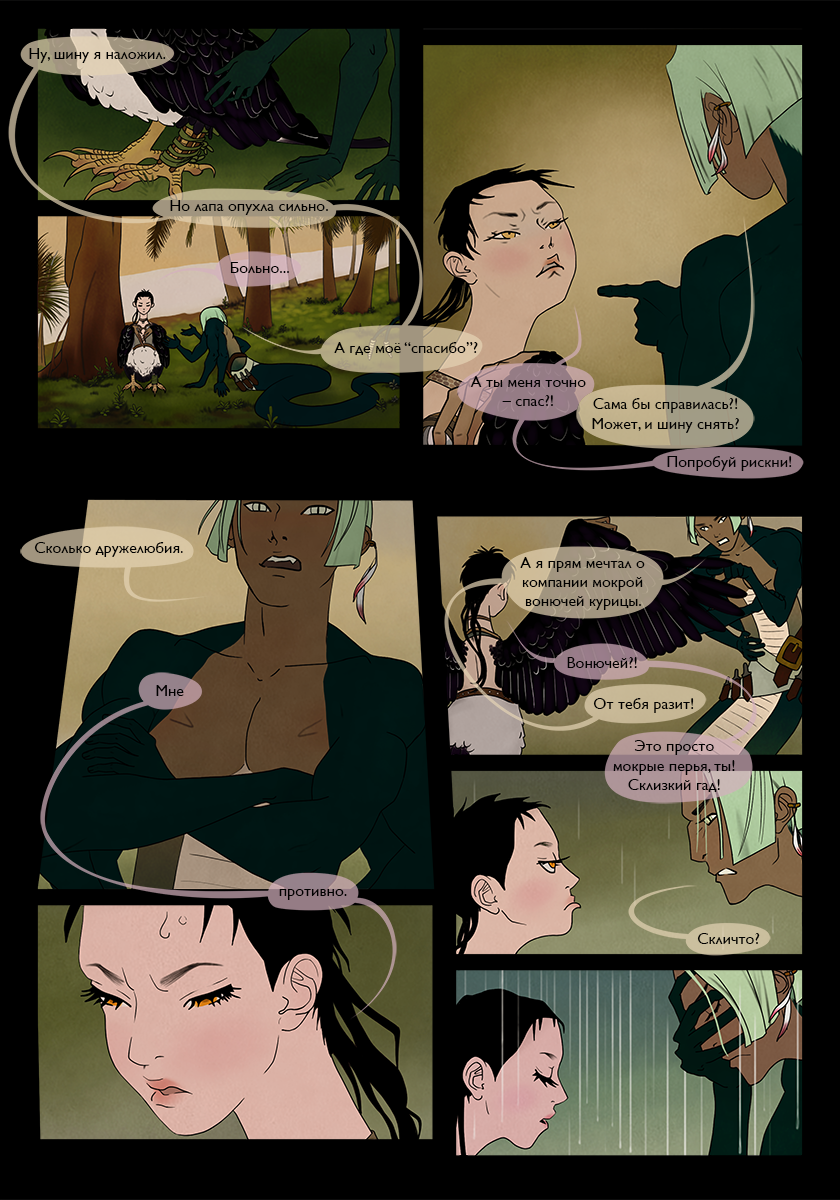 Ну, шину я наложил.
Но лапа опухла сильно.
Больно...
А где моё “спасибо”?
А ты меня точно
– спас?!
Сама бы справилась?!
Может, и шину снять?
Попробуй рискни!
Сколько дружелюбия.
Мне
противно.
А я прям мечтал о
компании мокрой
вонючей курицы.
Вонючей?!
От тебя разит!
Это просто
мокрые перья, ты!
Склизкий гад!
Скличто?